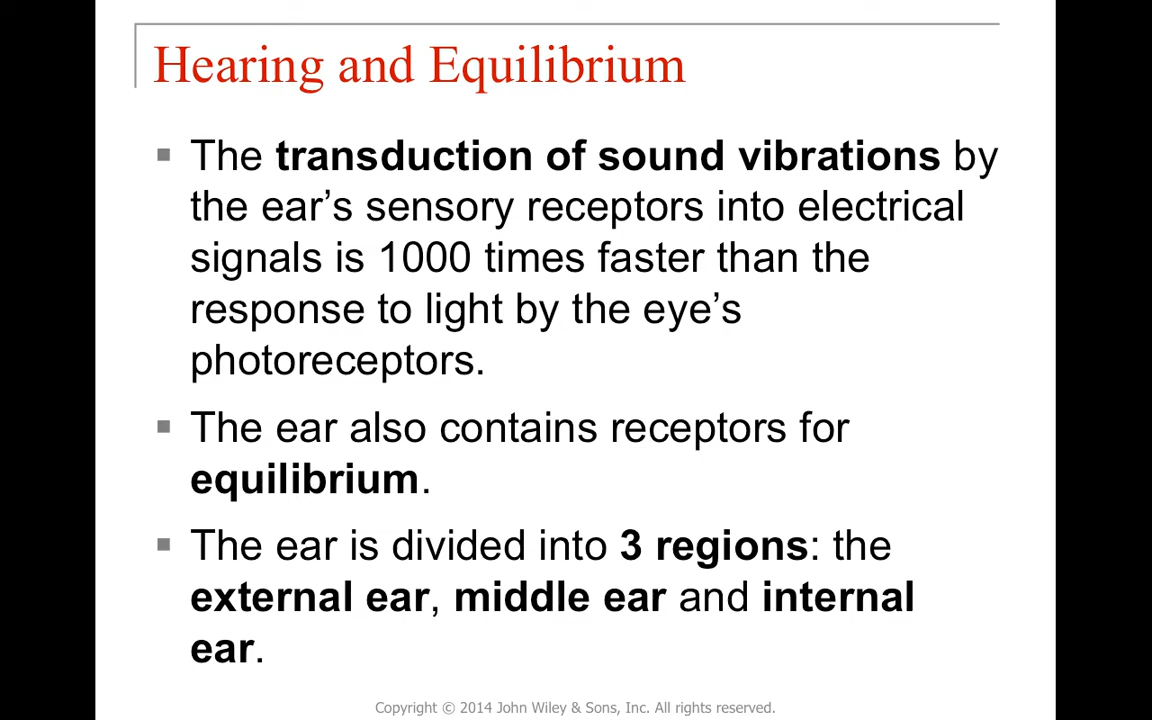 Hearing and Equilibrium
▪ The transduction of sound vibrations by
the ear’s sensory receptors into electrical
signals is 1000 times faster than the
response to light by the eye’s
photoreceptors.
▪ The ear also contains receptors for
equilibrium.
▪ The ear is divided into 3 regions: the
external ear, middle ear and internal
ear.
Copyright © 2014 John Wiley & Sons, Inc. All rights reserved.